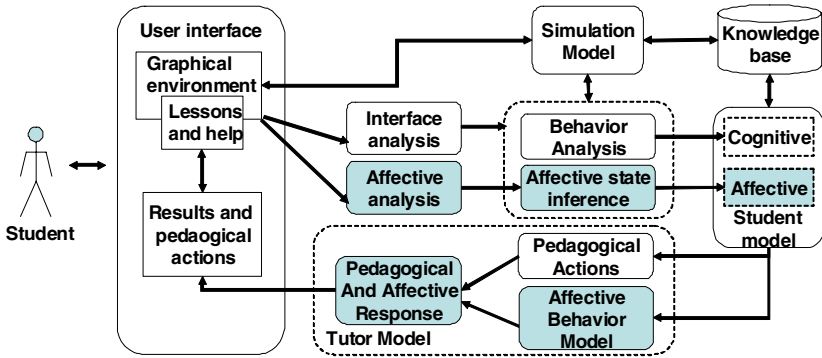 User interface
Graphical
environment
Lessons
and help
Simulation
Model
Knowledge
base
Interface
analysis
Behavior
Analysis
Cognitive
Affective
analysis
Affective state
inference
Affective
Student
model
Student
Results and
pedaogical
actions
Pedagogical
And Affective
Response
Pedagogical
Actions
Affective
Behavior
Model
Tutor Model